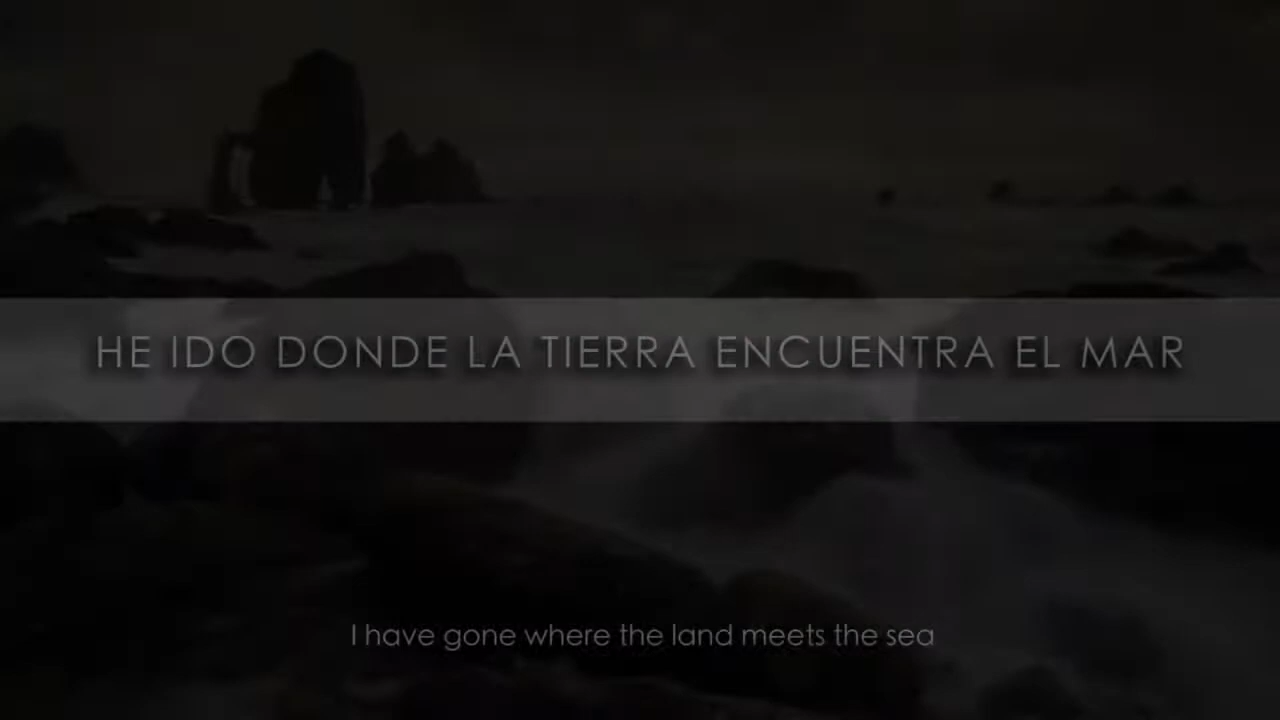 HE IDO DONDE LA TIERRA ENCUENTRA EL MAR
I have gone where the land meets the sea